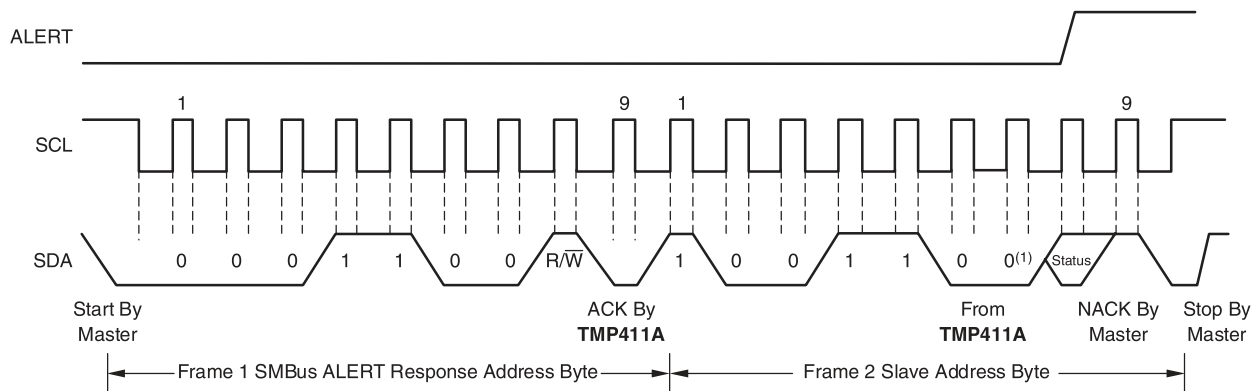 ALERT
1 9 1 9
SCL
SDA
0 0 0 1 1 0 0 R/W̅ 1 0 0 1 1 0 0(1) Status
Start By Master
ACK By TMP411A
From TMP411A
NACK By Master
Stop By Master
Frame 1 SMBus ALERT Response Address Byte
Frame 2 Slave Address Byte